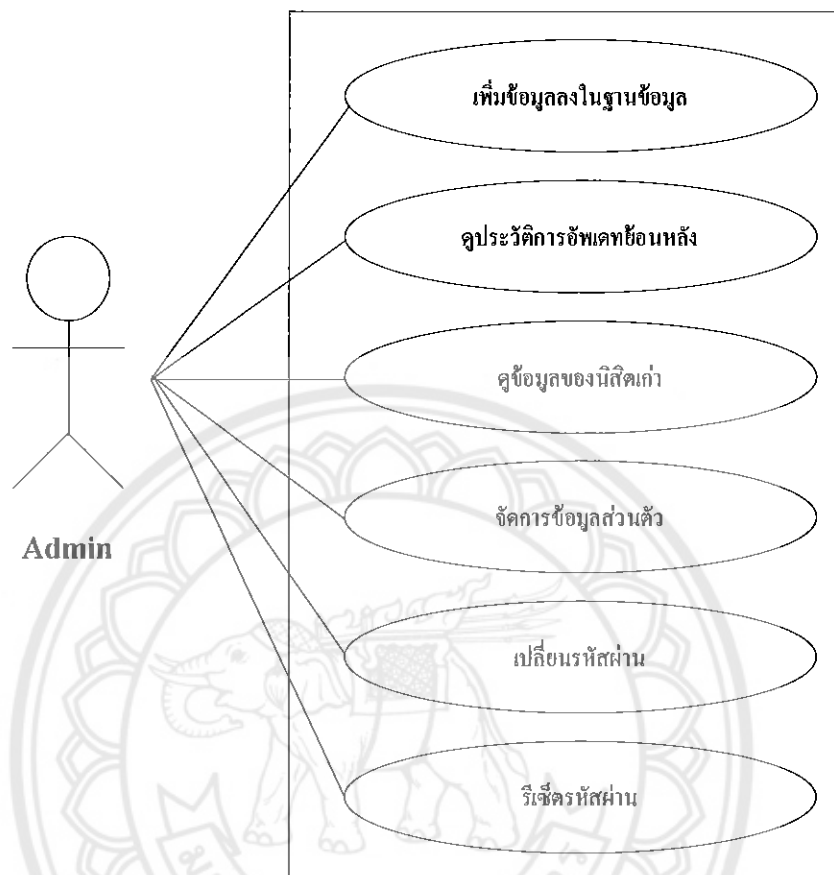 เพิ่มข้อมูลลงในฐานข้อมูล
ดูประวัติการอัพเดทย้อนหลัง
ดูข้อมูลของนิสิตเก่า
Admin
จัดการข้อมูลส่วนตัว
เปลี่ยนรหัสผ่าน
รีเซ็ตรหัสผ่าน